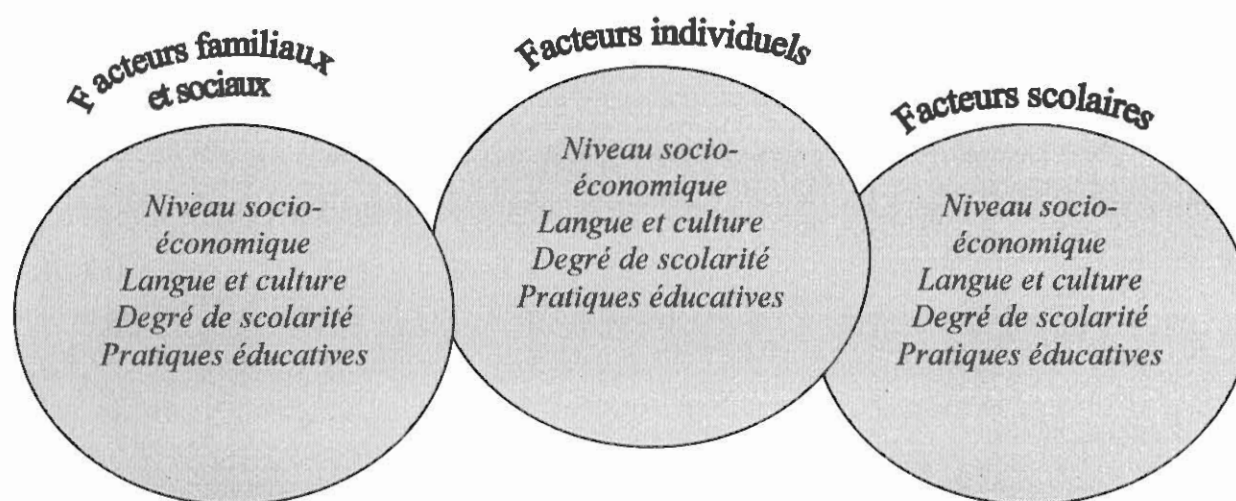 F acteurs familiaux
et sociaux
Niveau socio-
économique
Langue et culture
Degré de scolarité
Pratiques éducatives
Facteurs individuels
Niveau socio-
économique
Langue et culture
Degré de scolarité
Pratiques éducatives
Facteurs scolaires
Niveau socio-
économique
Langue et culture
Degré de scolarité
Pratiques éducatives